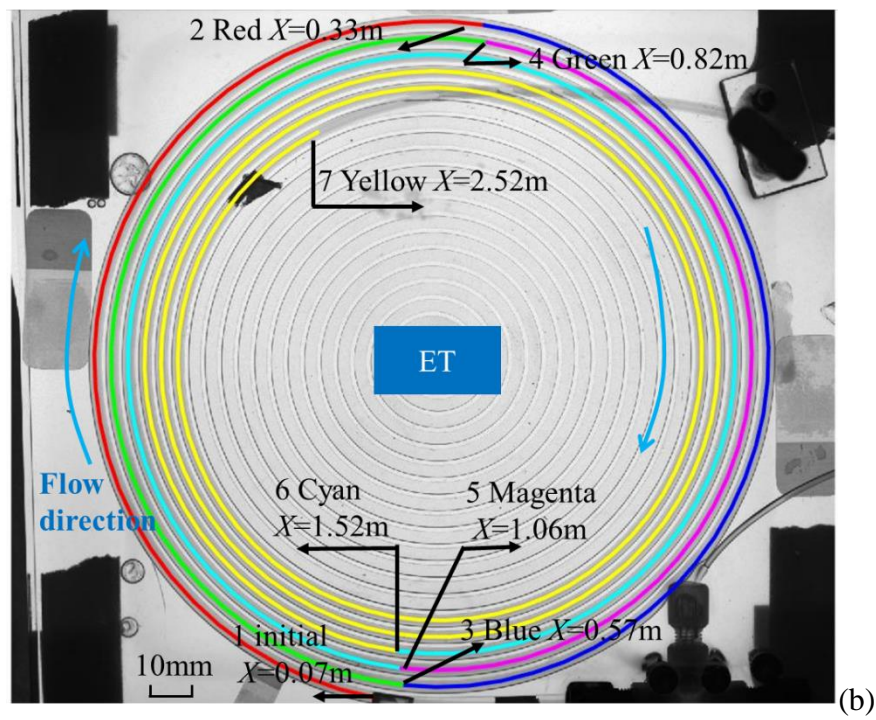 2 Red X=0.33m
4 Green X=0.82m
7 Yellow X=2.52m
ET
Flow
direction
6 Cyan
X=1.52m
5 Magenta
X=1.06m
1 initial
X=0.07m
3 Blue X=0.57m
10mm
(b)